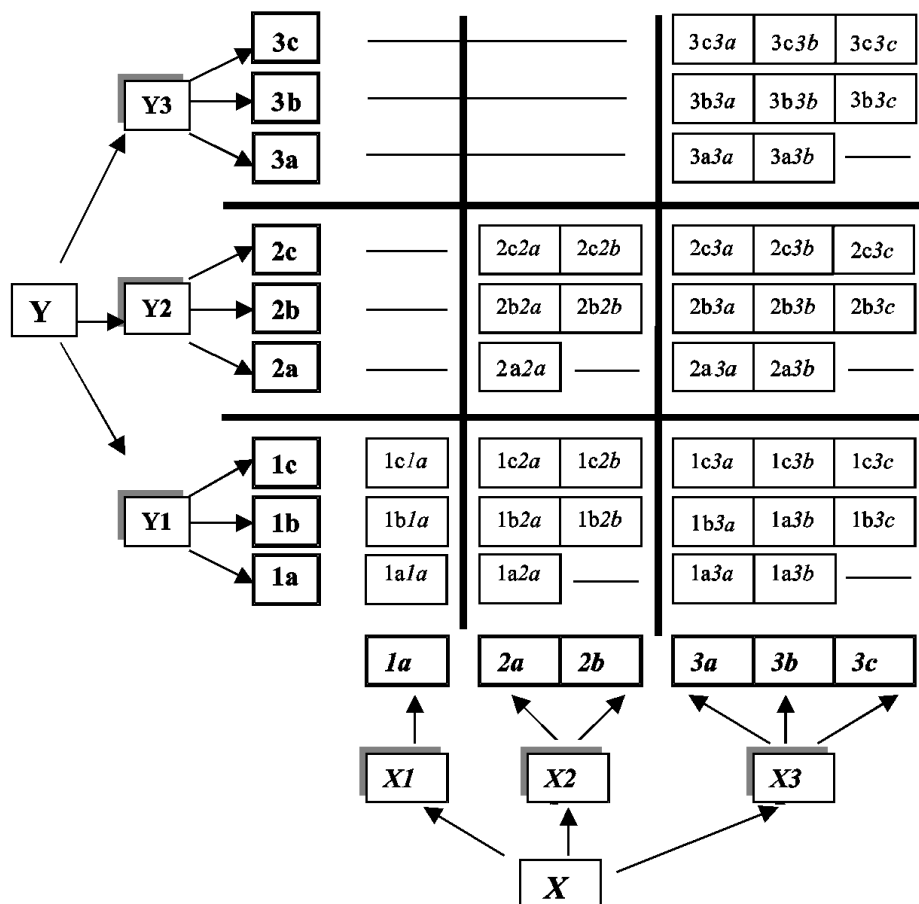 3c 3c3a 3c3b 3c3c
Y3 3b 3b3a 3b3b 3b3c
3a 3a3a 3a3b
2c 2c2a 2c2b 2c3a 2c3b 2c3c
Y Y2 2b 2b2a 2b2b 2b3a 2b3b 2b3c
2a 2a2a 2a3a 2a3b
1c 1c1a 1c2a 1c2b 1c3a 1c3b 1c3c
Y1 1b 1b1a 1b2a 1b2b 1b3a 1a3b 1b3c
1a 1a1a 1a2a 1a3a 1a3b
1a 2a 2b 3a 3b 3c
X1 X2 X3
X